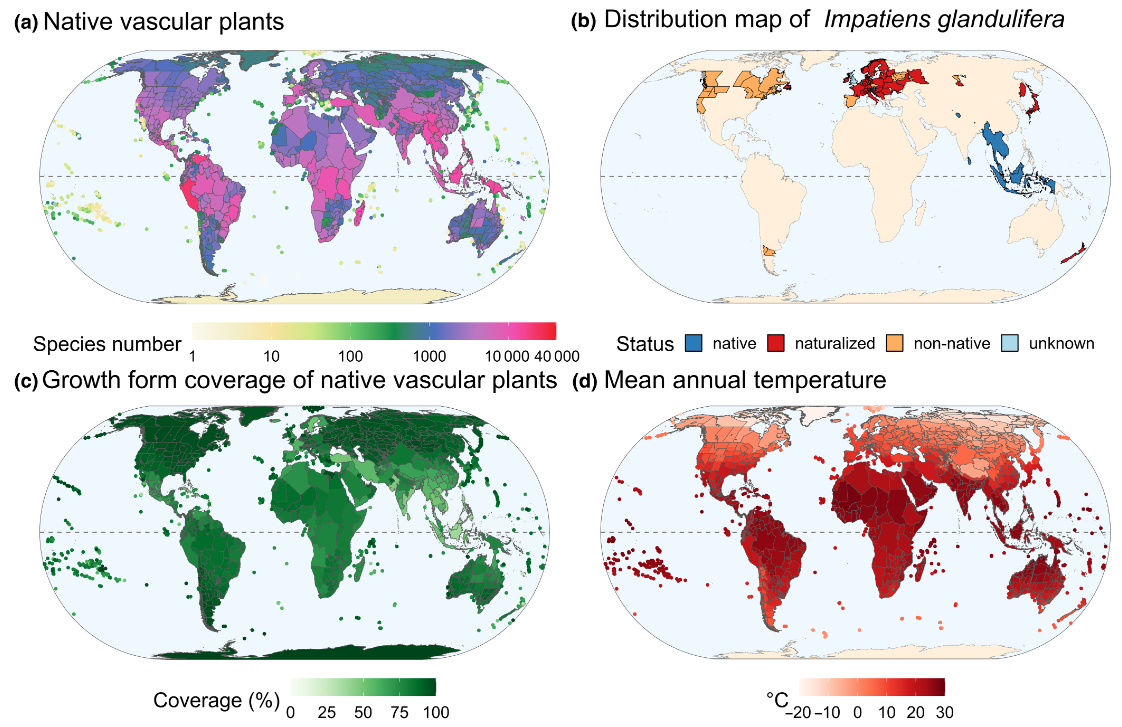 (a) Native vascular plants
(b) Distribution map of Impatiens glandulifera
Species number
1 10 100 1000 10 000 40 000
Status native naturalized non-native unknown
(c) Growth form coverage of native vascular plants
(d) Mean annual temperature
Coverage (%)
0 25 50 75 100
°C
−20 −10 0 10 20 30